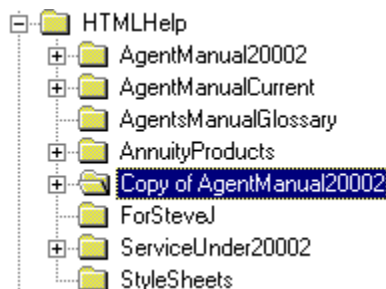 HTMLHelp
AgentManual20002
AgentManualCurrent
AgentsManualGlossary
AnnuityProducts
Copy of AgentManual20002
ForSteveJ
ServiceUnder20002
StyleSheets